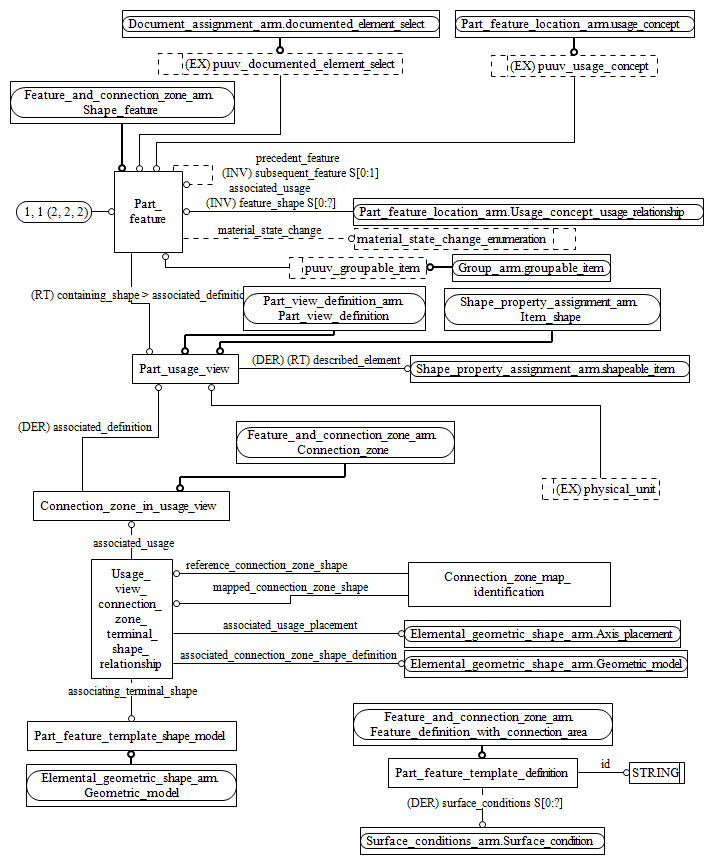 Document_assignment_arm.documented_element_select
Part_feature_location_arm.usage_concept
(EX) puuv_documented_element_select
(EX) puuv_usage_concept
Feature_and_connection_zone_arm.
Shape_feature
precedent_feature
(INV) subsequent_feature S[0:1]
associated_usage
(INV) feature_shape S[0:?]
1, 1 (2, 2, 2)
Part_
feature
Part_feature_location_arm.Usage_concept_usage_relationship
material_state_change
material_state_change_enumeration
puuv_groupable_item
Group_arm.groupable_item
(RT) containing_shape > associated_definitio
Part_view_definition_arm.
Part_view_definition
Shape_property_assignment_arm.
Item_shape
Part_usage_view
(DER) (RT) described_element
Shape_property_assignment_arm.shapeable_item
(DER) associated_definition
Feature_and_connection_zone_arm.
Connection_zone
(EX) physical_unit
Connection_zone_in_usage_view
associated_usage
Usage_
view_
connection_
zone_
terminal_
shape_
relationship
reference_connection_zone_shape
mapped_connection_zone_shape
Connection_zone_map_
identification
associated_usage_placement
Elemental_geometric_shape_arm.Axis_placement
associated_connection_zone_shape_definition
Elemental_geometric_shape_arm.Geometric_model
associating_terminal_shape
Part_feature_template_shape_model
Elemental_geometric_shape_arm.
Geometric_model
Feature_and_connection_zone_arm.
Feature_definition_with_connection_area
Part_feature_template_definition
id
STRING
(DER) surface_conditions S[0:?]
Surface_conditions_arm.Surface_condition